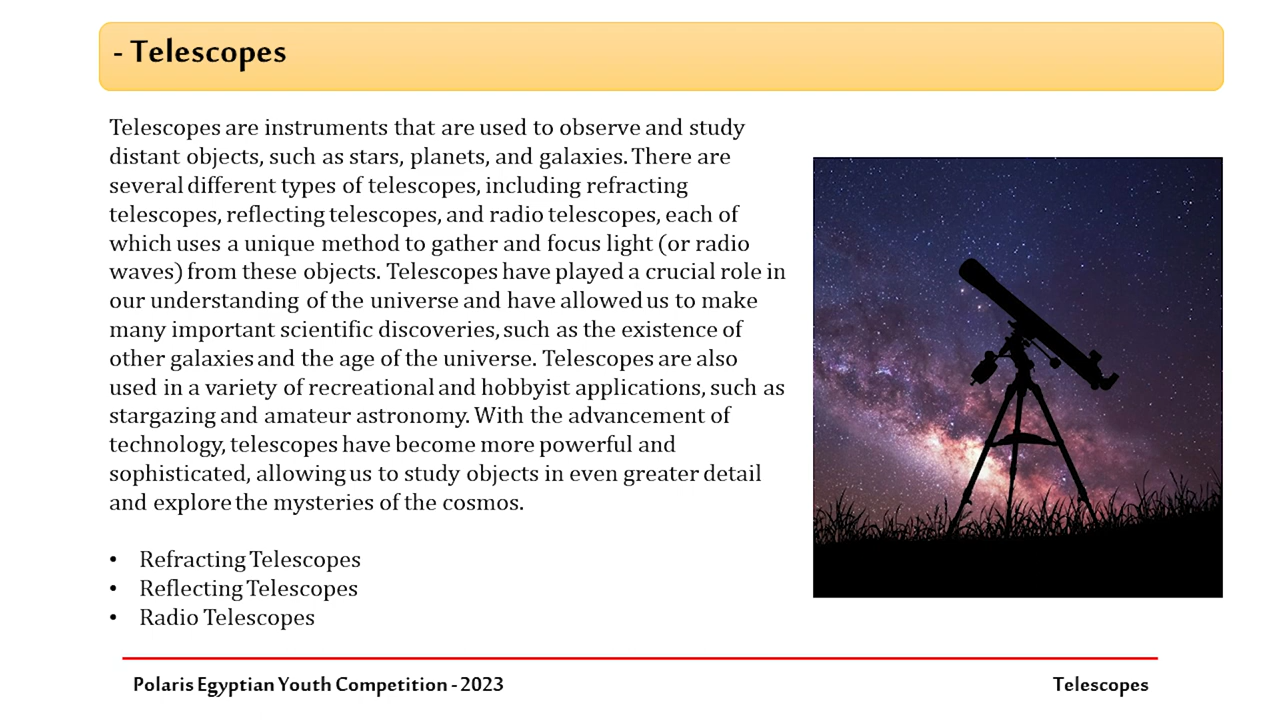 - Telescopes
Telescopes are instruments that are used to observe and study
distant objects, such as stars, planets, and galaxies. There are
several different types of telescopes, including refracting
telescopes, reflecting telescopes, and radio telescopes, each of
which uses a unique method to gather and focus light (or radio
waves) from these objects. Telescopes have played a crucial role in
our understanding of the universe and have allowed us to make
many important scientific discoveries, such as the existence of
other galaxies and the age of the universe. Telescopes are also
used in a variety of recreational and hobbyist applications, such as
stargazing and amateur astronomy. With the advancement of
technology, telescopes have become more powerful and
sophisticated, allowing us to study objects in even greater detail
and explore the mysteries of the cosmos.
• Refracting Telescopes
• Reflecting Telescopes
• Radio Telescopes
Polaris Egyptian Youth Competition - 2023
Telescopes